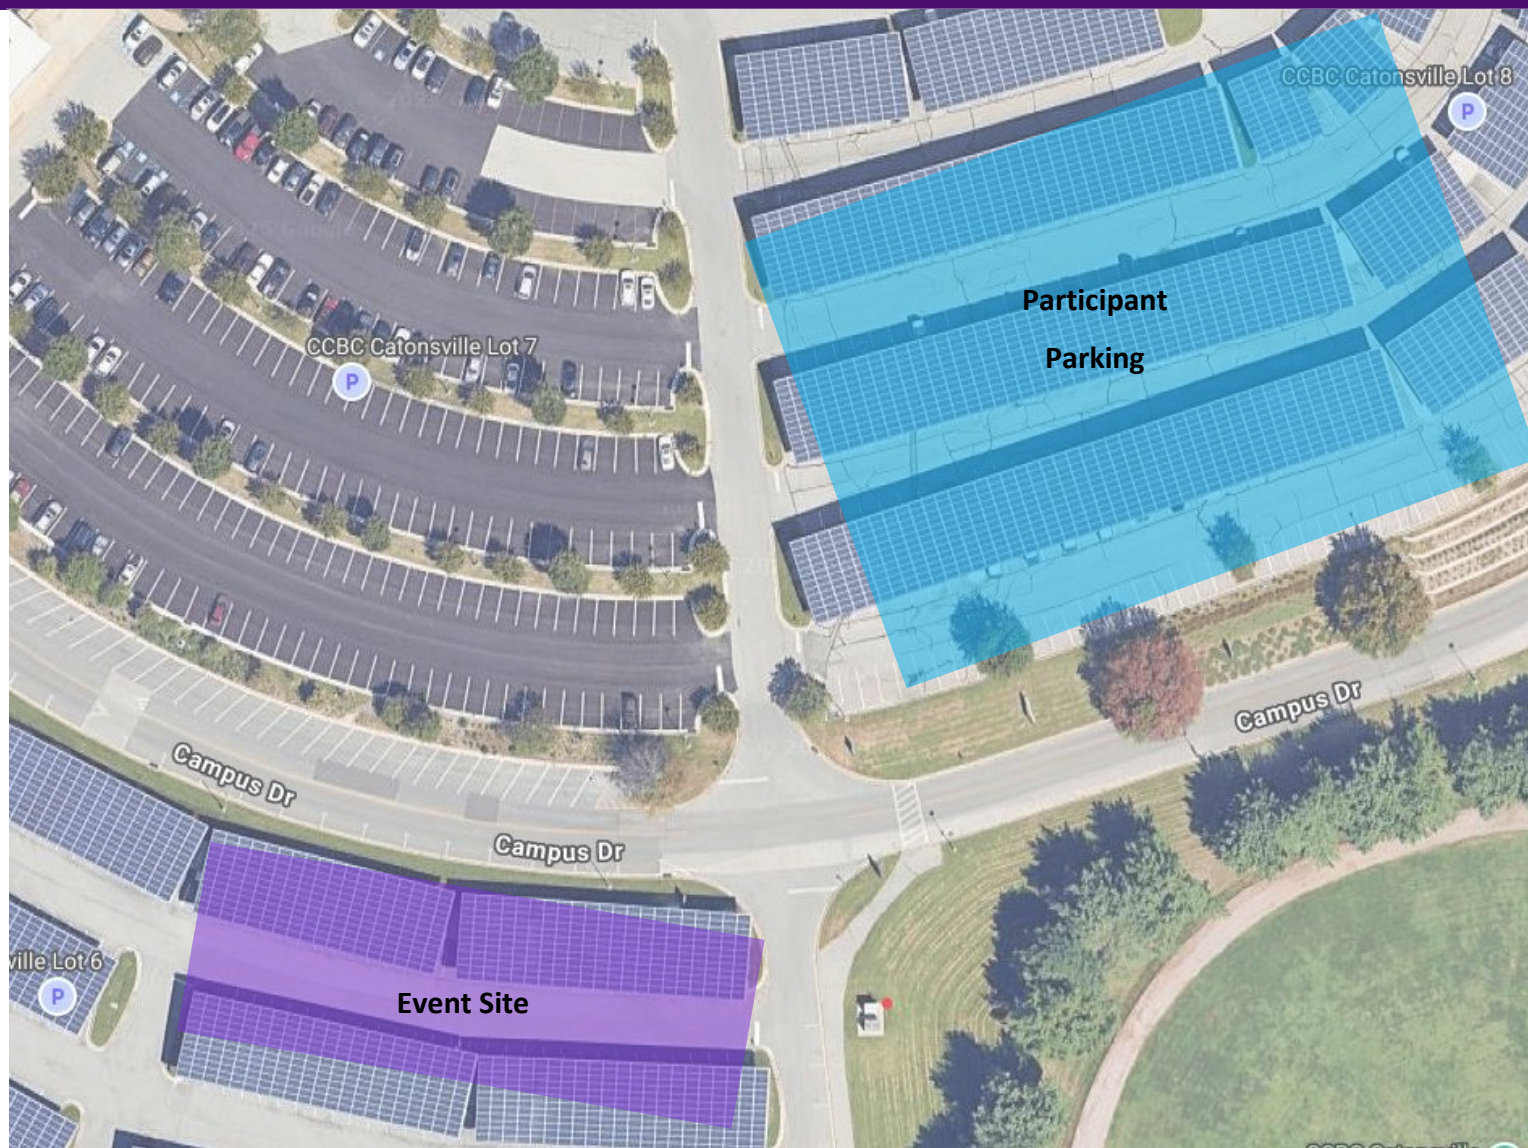 CCBC Catonsville Lot 8
P
Participant
Parking
CCBC Catonsville Lot 7
P
Campus Dr
Campus Dr
Campus Dr
ville Lot 6
P
Event Site